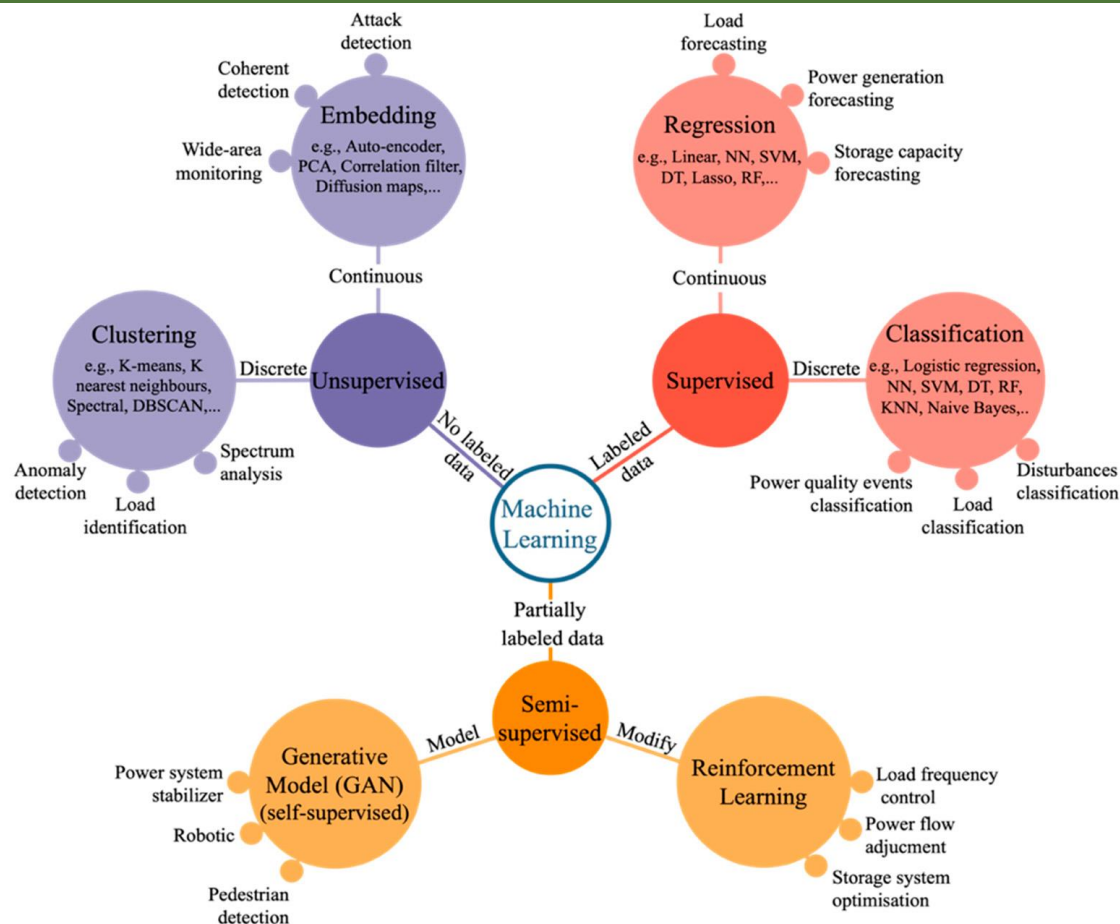 Attack
detection
Coherent
detection
Wide-area
monitoring
Embedding
e.g., Auto-encoder,
PCA, Correlation filter,
Diffusion maps,...
Continuous
Load
forecasting
Power generation
forecasting
Storage capacity
forecasting
Regression
e.g., Linear, NN, SVM,
DT, Lasso, RF,...
Continuous
Clustering
e.g., K-means, K
nearest neighbours,
Spectral, DBSCAN,...
Discrete
Unsupervised
Anomaly
detection
Load
identification
Spectrum
analysis
No labeled
data
Supervised
Discrete
Classification
e.g., Logistic regression,
NN, SVM, DT, RF,
KNN, Naive Bayes,..
Labeled
data
Power quality events
classification
Load
classification
Disturbances
classification
Machine
Learning
Partially
labeled data
Semi-
supervised
Model
Modify
Generative
Model (GAN)
(self-supervised)
Power system
stabilizer
Robotic
Pedestrian
detection
Reinforcement
Learning
Load frequency
control
Power flow
adjucment
Storage system
optimisation